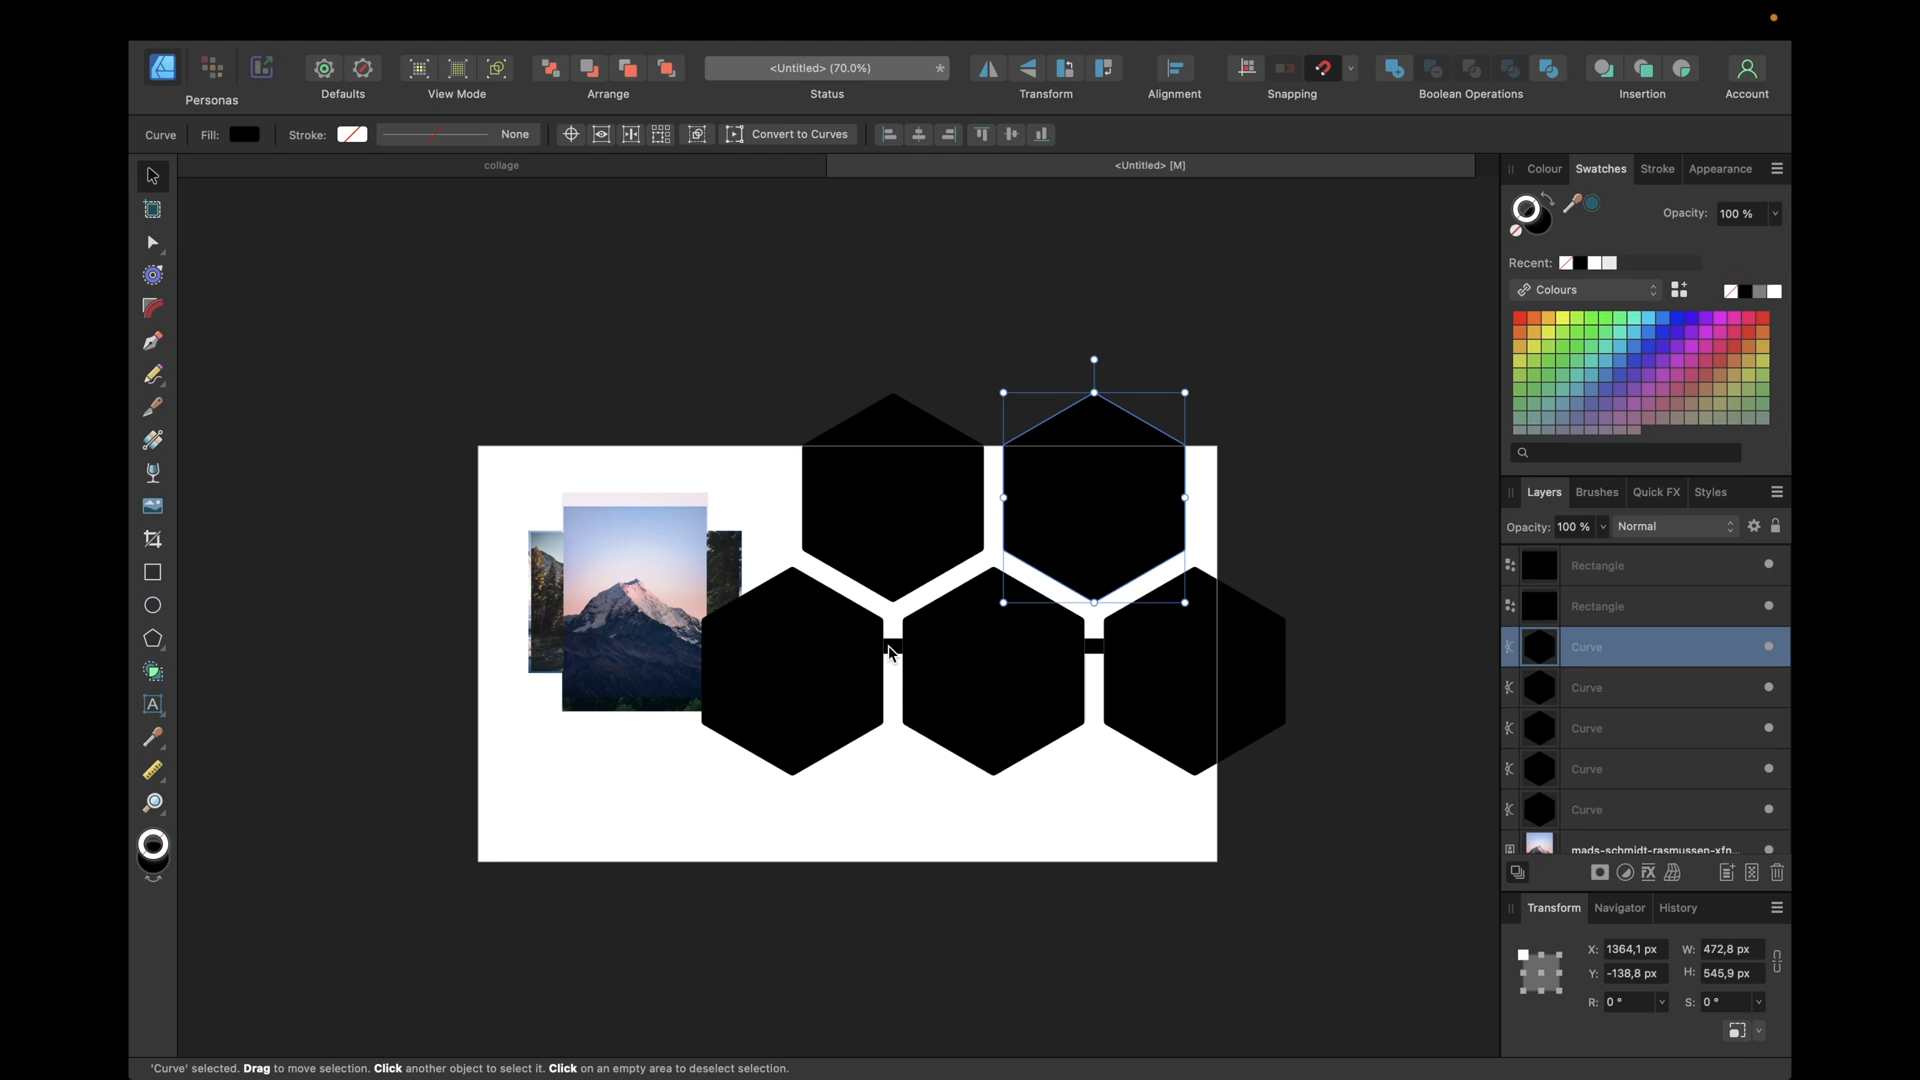 Personas
Defaults
View Mode
Arrange
<Untitled> (70.0%) *
Status
Transform
Alignment
Snapping
Boolean Operations
Insertion
Account
Curve Fill: Stroke: None Convert to Curves
collage
<Untitled> [M]
Colour Swatches Stroke Appearance
Opacity: 100 %
Recent:
Colours
Layers Brushes Quick FX Styles
Opacity: 100 % Normal
Rectangle
Rectangle
Curve
Curve
Curve
Curve
Curve
mads-schmidt-rasmussen-xfn...
Transform Navigator History
X: 1364,1 px W: 472,8 px
Y: -138,8 px H: 545,9 px
R: 0 ° S: 0 °
'Curve' selected. Drag to move selection. Click another object to select it. Click on an empty area to deselect selection.